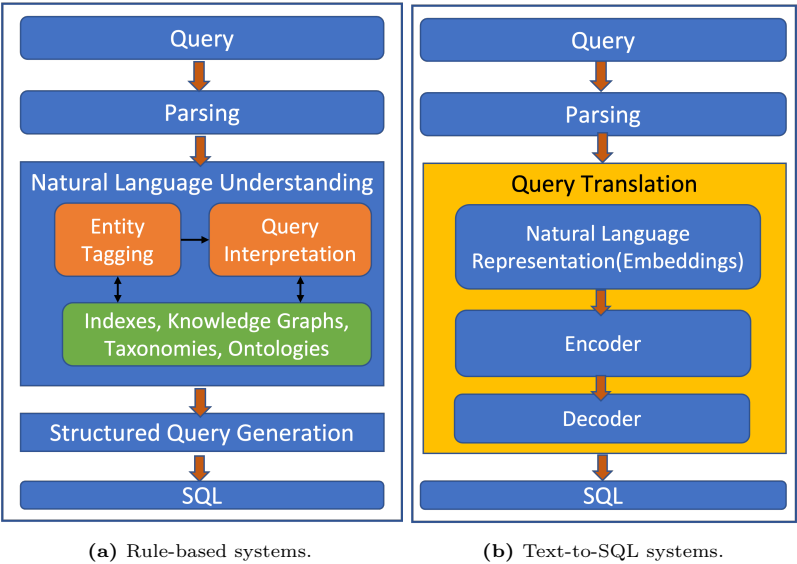 Query
Parsing
Natural Language Understanding
Entity
Tagging
Query
Interpretation
Indexes, Knowledge Graphs,
Taxonomies, Ontologies
Structured Query Generation
SQL
(a) Rule-based systems.
Query
Parsing
Query Translation
Natural Language
Representation(Embeddings)
Encoder
Decoder
SQL
(b) Text-to-SQL systems.